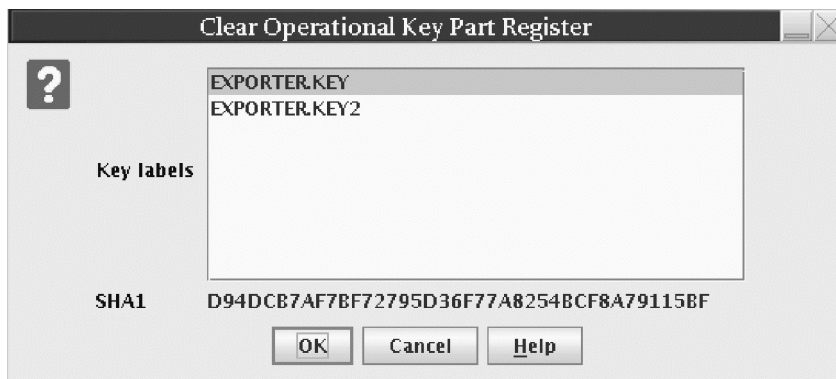 Clear Operational Key Part Register
EXPORTER.KEY
EXPORTER.KEY2
Key labels
SHA1 D94DCB7AF7BF72795D36F77A8254BCF8A79115BF
OK Cancel Help